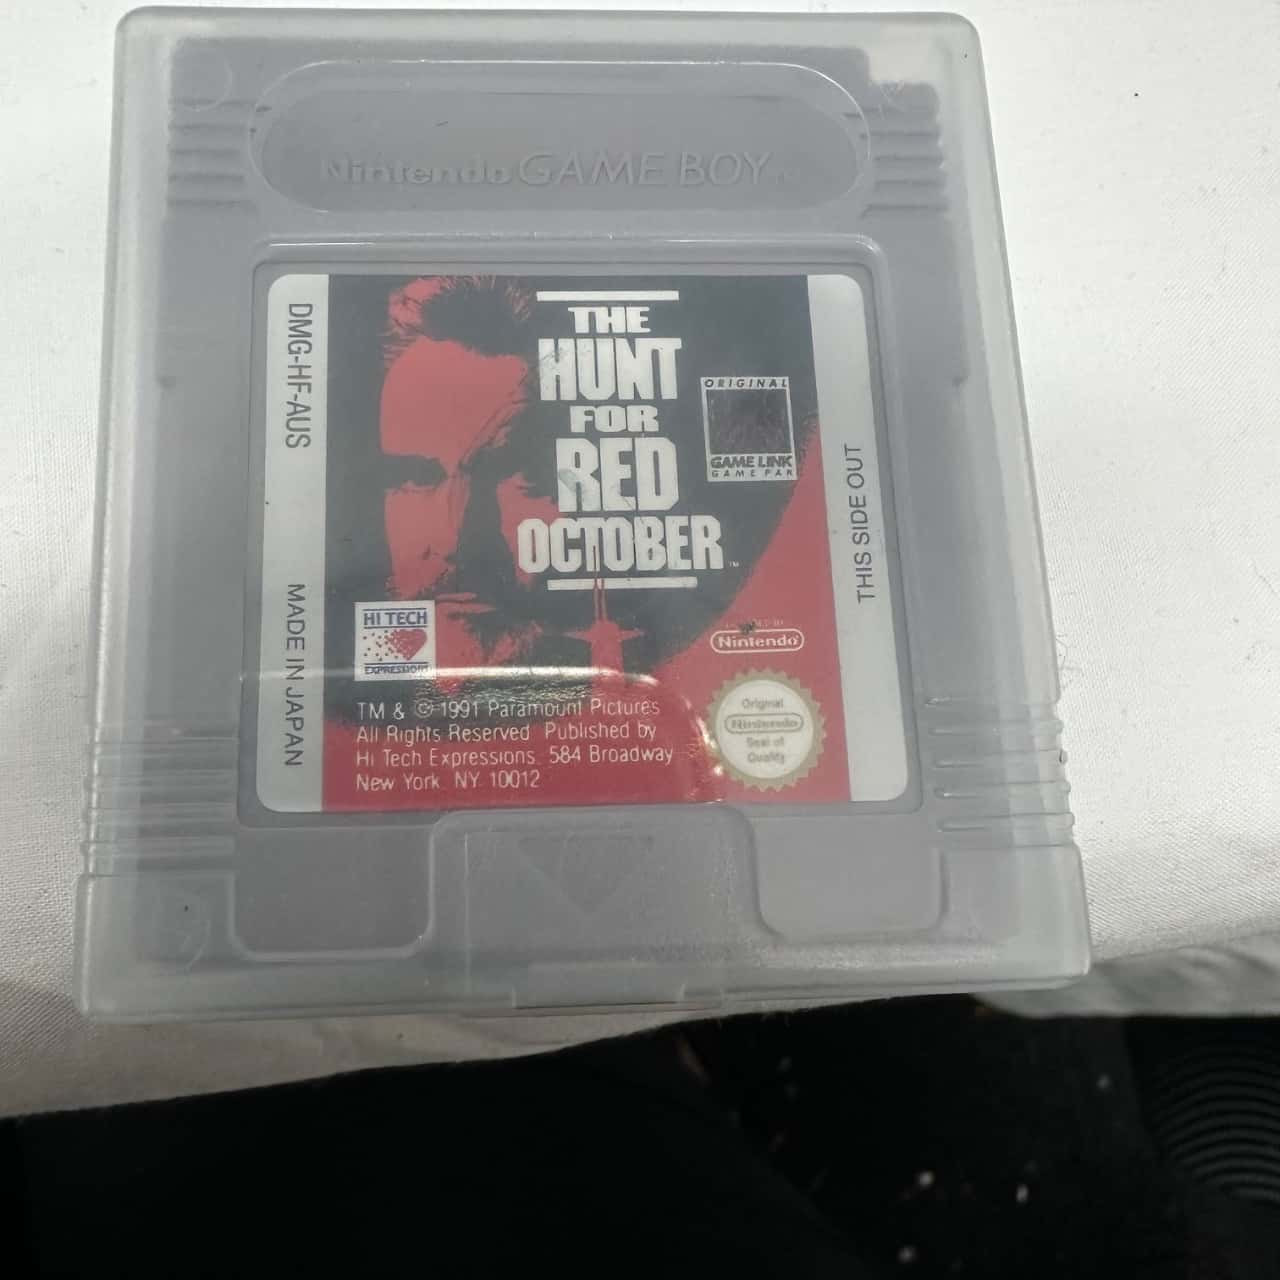 Nintendo GAME BOY
DMG-HF-AUS
MADE IN JAPAN
THE
HUNT
FOR
RED
OCTOBER
TM
ORIGINAL
GAME LINK
GAME PAK
THIS SIDE OUT
HI TECH
EXPRESSIONS
Nintendo
TM & © 1991 Paramount Pictures
All Rights Reserved Published by
Hi Tech Expressions, 584 Broadway
New York, NY 10012
Original
Nintendo
Seal of
Quality